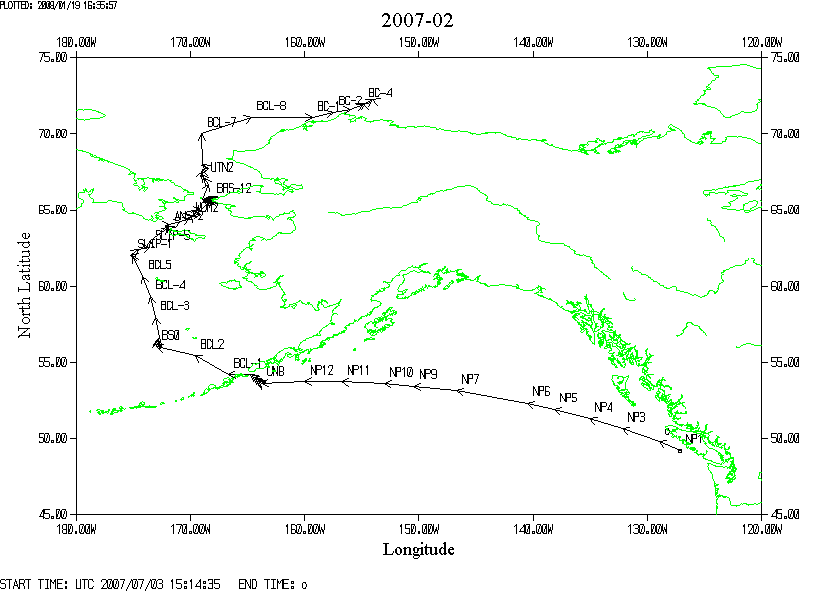 PLOTTED: 2008/01/19 16:35:57
2007-02
180.00W 170.00W 160.00W 150.00W 140.00W 130.00W 120.00W
75.00 75.00
BCL-8 BC-1 BC-2 BC-4
BCL-7
70.00 70.00
UTN2
BRS-12
65.00 65.00
SLIP-1
BCL5
60.00 60.00
BCL-4
BCL-3
BS0
BCL2
55.00 55.00
BCL-1
UNB NP12 NP11 NP10 NP9 NP7
NP6 NP5 NP4 NP3
NP1
50.00 50.00
45.00 45.00
180.00W 170.00W 160.00W 150.00W 140.00W 130.00W 120.00W
North Latitude
Longitude
START TIME: UTC 2007/07/03 15:14:35 END TIME: o